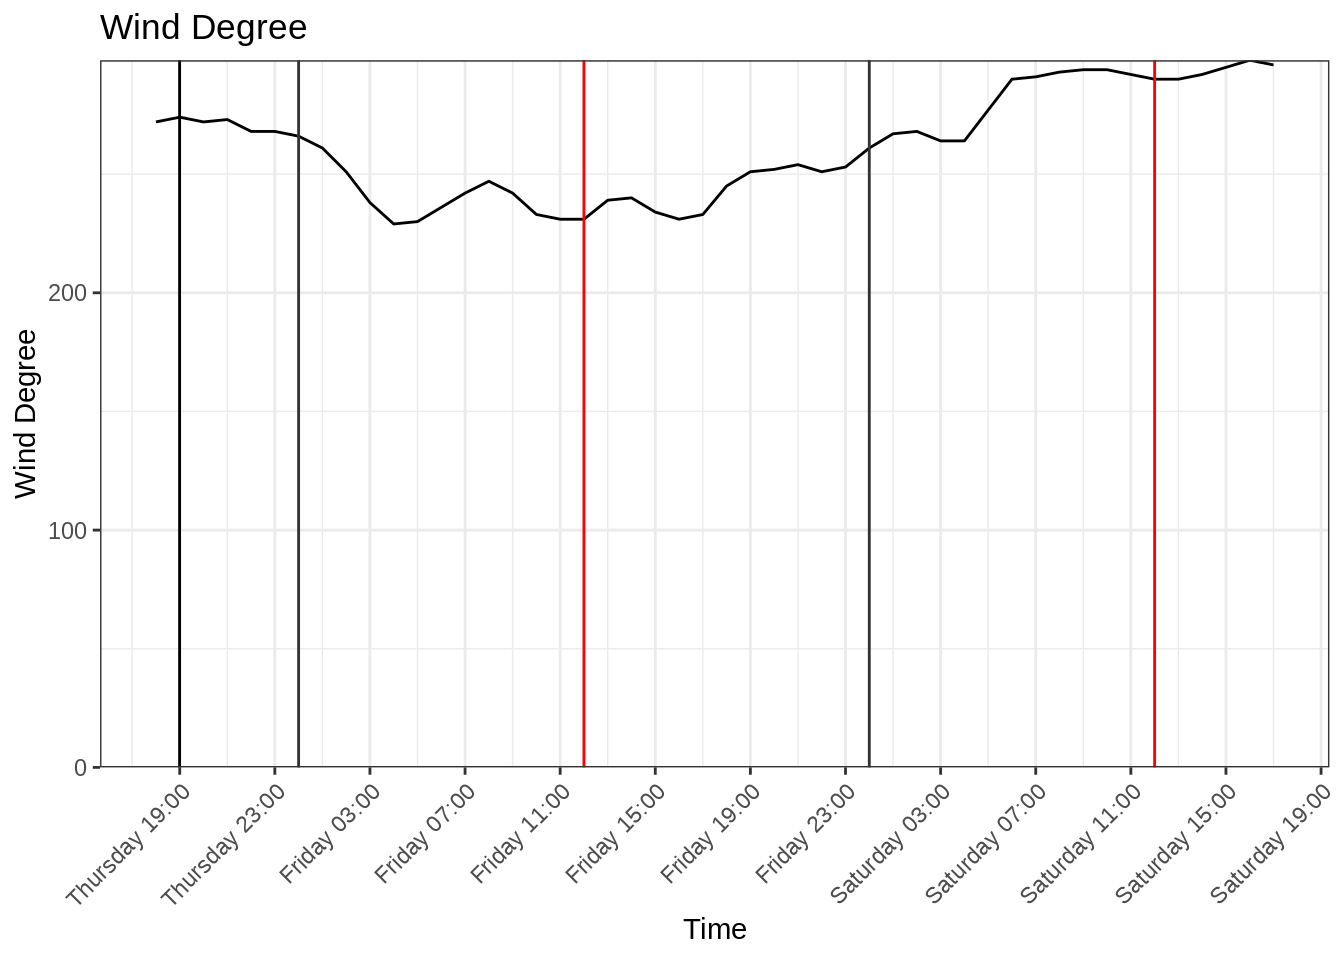 Wind Degree
Wind Degree
200
100
0
Thursday 19:00
Thursday 23:00
Friday 03:00
Friday 07:00
Friday 11:00
Friday 15:00
Friday 19:00
Friday 23:00
Saturday 03:00
Saturday 07:00
Saturday 11:00
Saturday 15:00
Saturday 19:00
Time